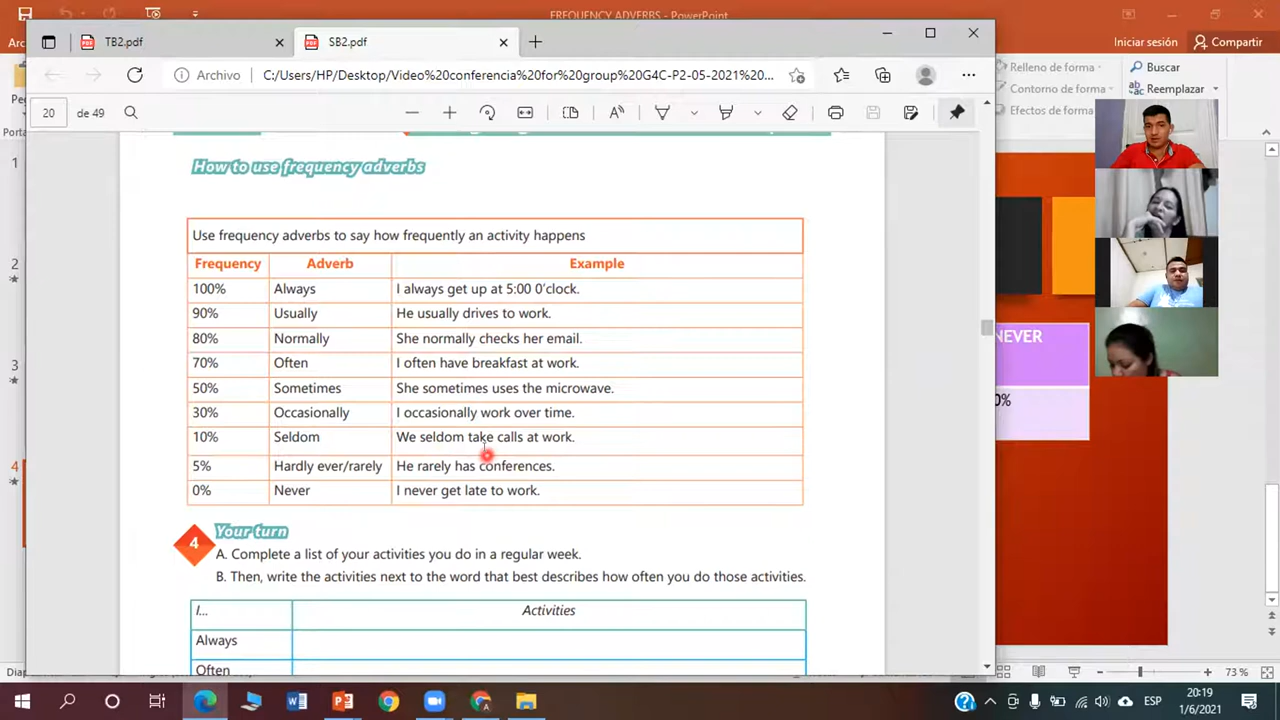 FREQUENCY ADVERBS - PowerPoint
TB2.pdf
SB2.pdf
Iniciar sesión
Compartir
Archivo
C:/Users/HP/Desktop/Video%20conferencia%20for%20group%20G4C-P2-05-2021%20...
Relleno de forma
Contorno de forma
Efectos de forma
Buscar
Reemplazar
20
de 49
How to use frequency adverbs
Use frequency adverbs to say how frequently an activity happens
Frequency Adverb Example
100% Always I always get up at 5:00 0'clock.
90% Usually He usually drives to work.
80% Normally She normally checks her email.
70% Often I often have breakfast at work.
50% Sometimes She sometimes uses the microwave.
30% Occasionally I occasionally work over time.
10% Seldom We seldom take calls at work.
5% Hardly ever/rarely He rarely has conferences.
0% Never I never get late to work.
4
Your turn
A. Complete a list of your activities you do in a regular week.
B. Then, write the activities next to the word that best describes how often you do those activities.
I... Activities
Always
Often
1
2
3
4
NEVER
0%
73 %
ESP
20:19
1/6/2021